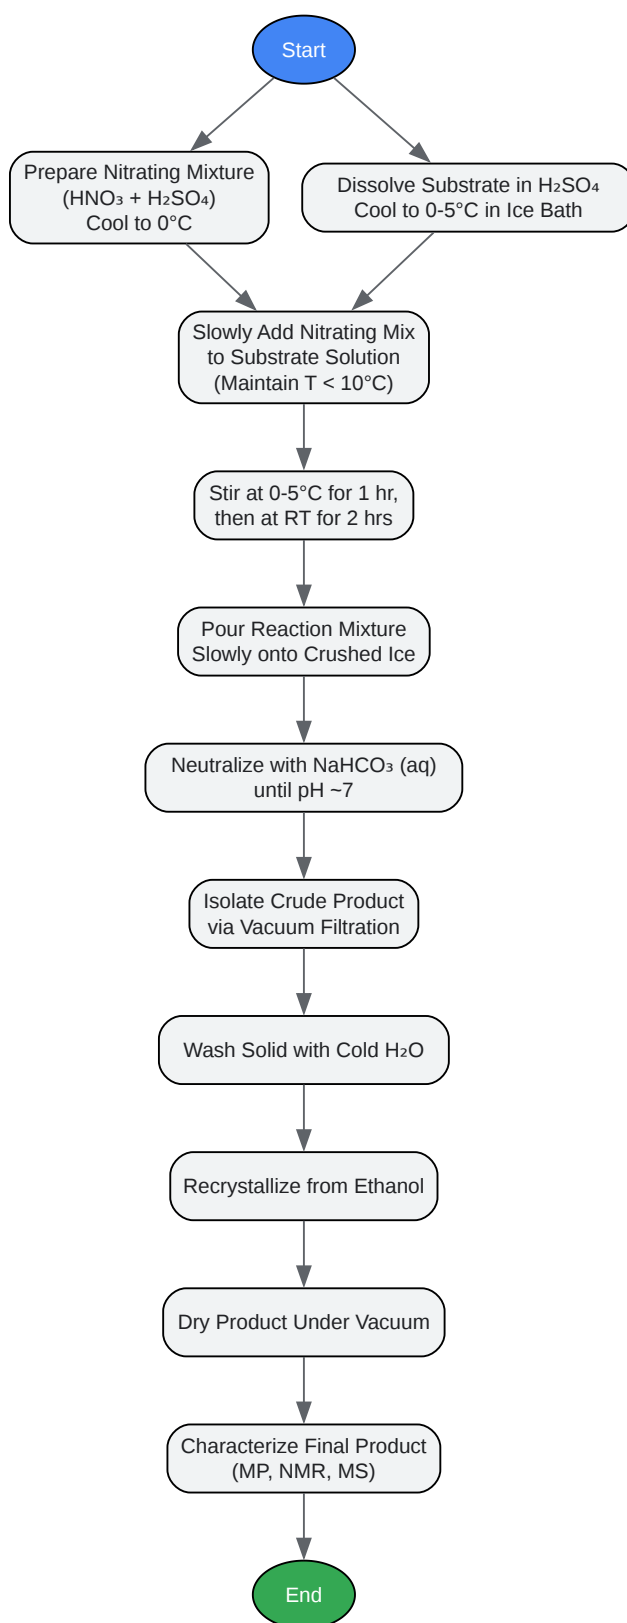 Start
Prepare Nitrating Mixture
(HNO₃ + H₂SO₄)
Cool to 0°C
Dissolve Substrate in H₂SO₄
Cool to 0-5°C in Ice Bath
Slowly Add Nitrating Mix
to Substrate Solution
(Maintain T < 10°C)
Stir at 0-5°C for 1 hr,
then at RT for 2 hrs
Pour Reaction Mixture
Slowly onto Crushed Ice
Neutralize with NaHCO₃ (aq)
until pH ~7
Isolate Crude Product
via Vacuum Filtration
Wash Solid with Cold H₂O
Recrystallize from Ethanol
Dry Product Under Vacuum
Characterize Final Product
(MP, NMR, MS)
End